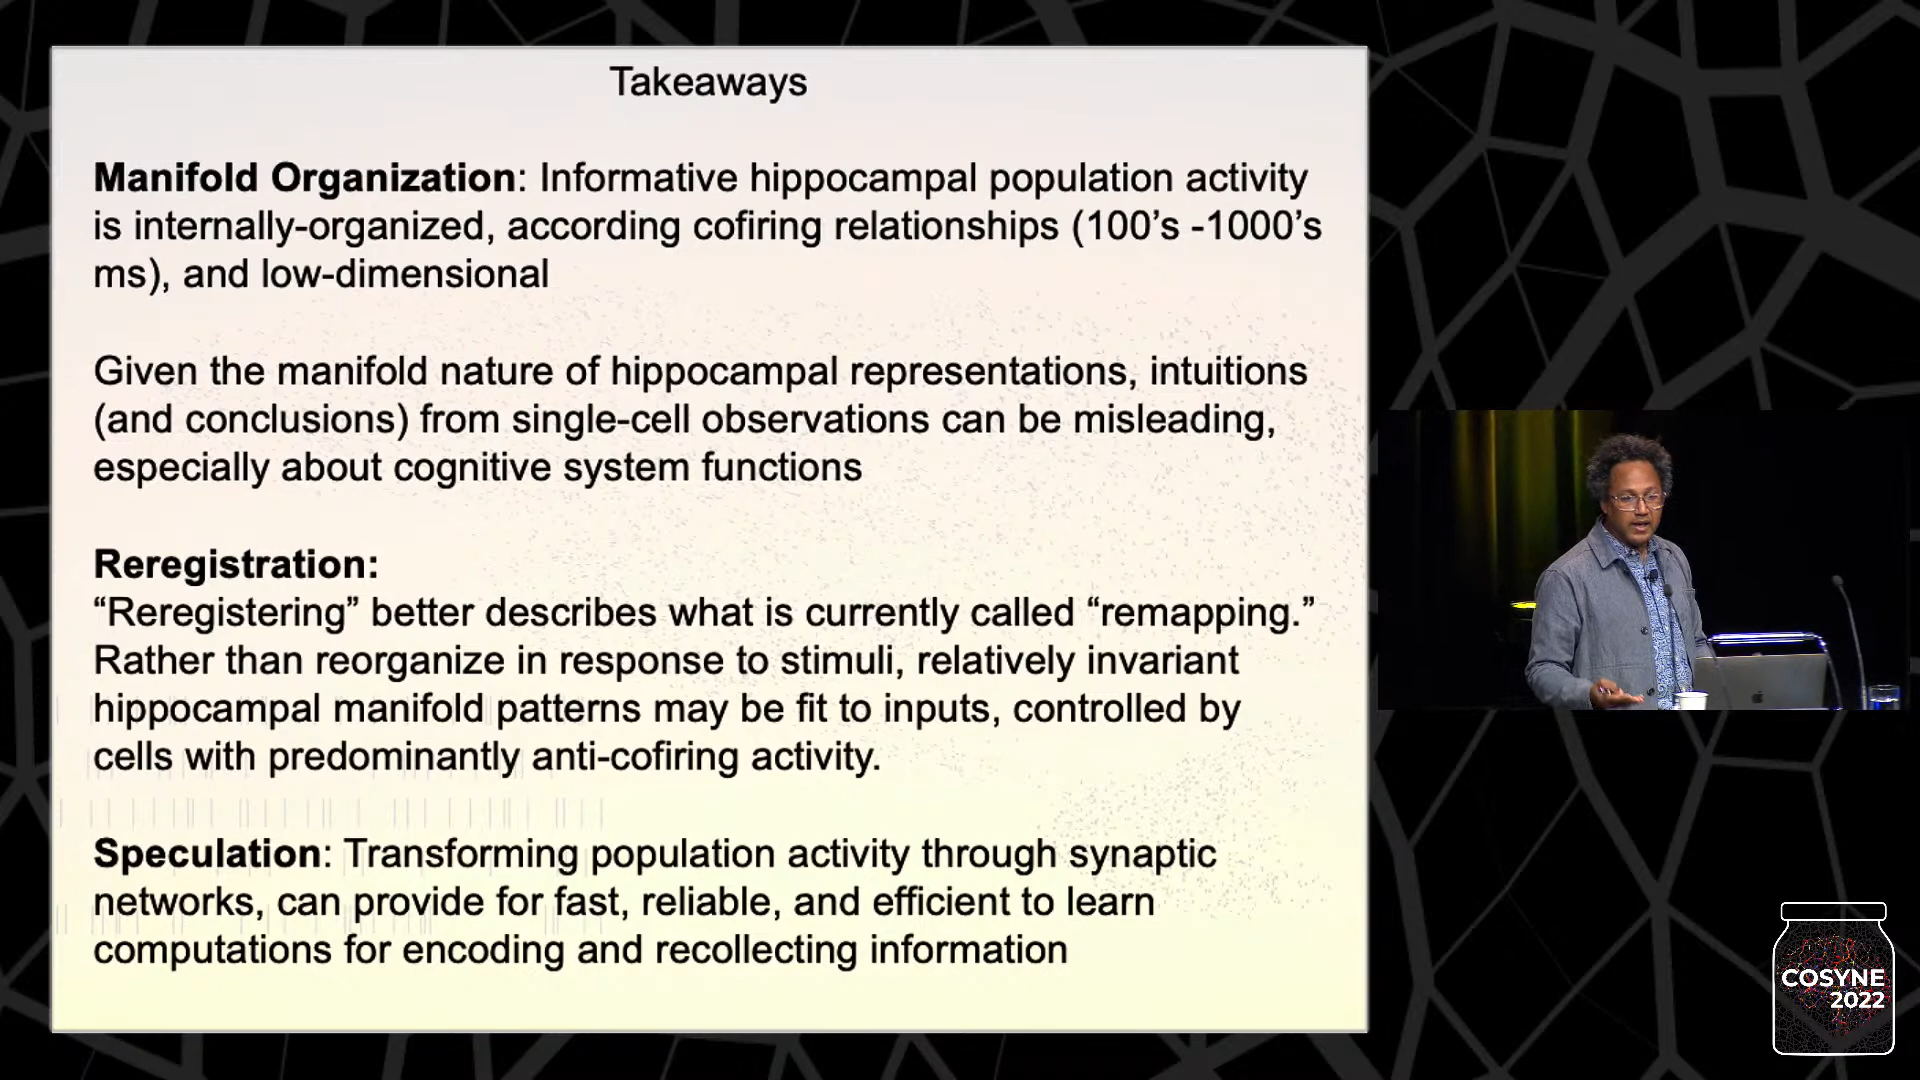 Takeaways
Manifold Organization: Informative hippocampal population activity
is internally-organized, according cofiring relationships (100’s -1000’s
ms), and low-dimensional
Given the manifold nature of hippocampal representations, intuitions
(and conclusions) from single-cell observations can be misleading,
especially about cognitive system functions
Reregistration:
“Reregistering” better describes what is currently called “remapping.”
Rather than reorganize in response to stimuli, relatively invariant
hippocampal manifold patterns may be fit to inputs, controlled by
cells with predominantly anti-cofiring activity.
Speculation: Transforming population activity through synaptic
networks, can provide for fast, reliable, and efficient to learn
computations for encoding and recollecting information
COSYNE
2022